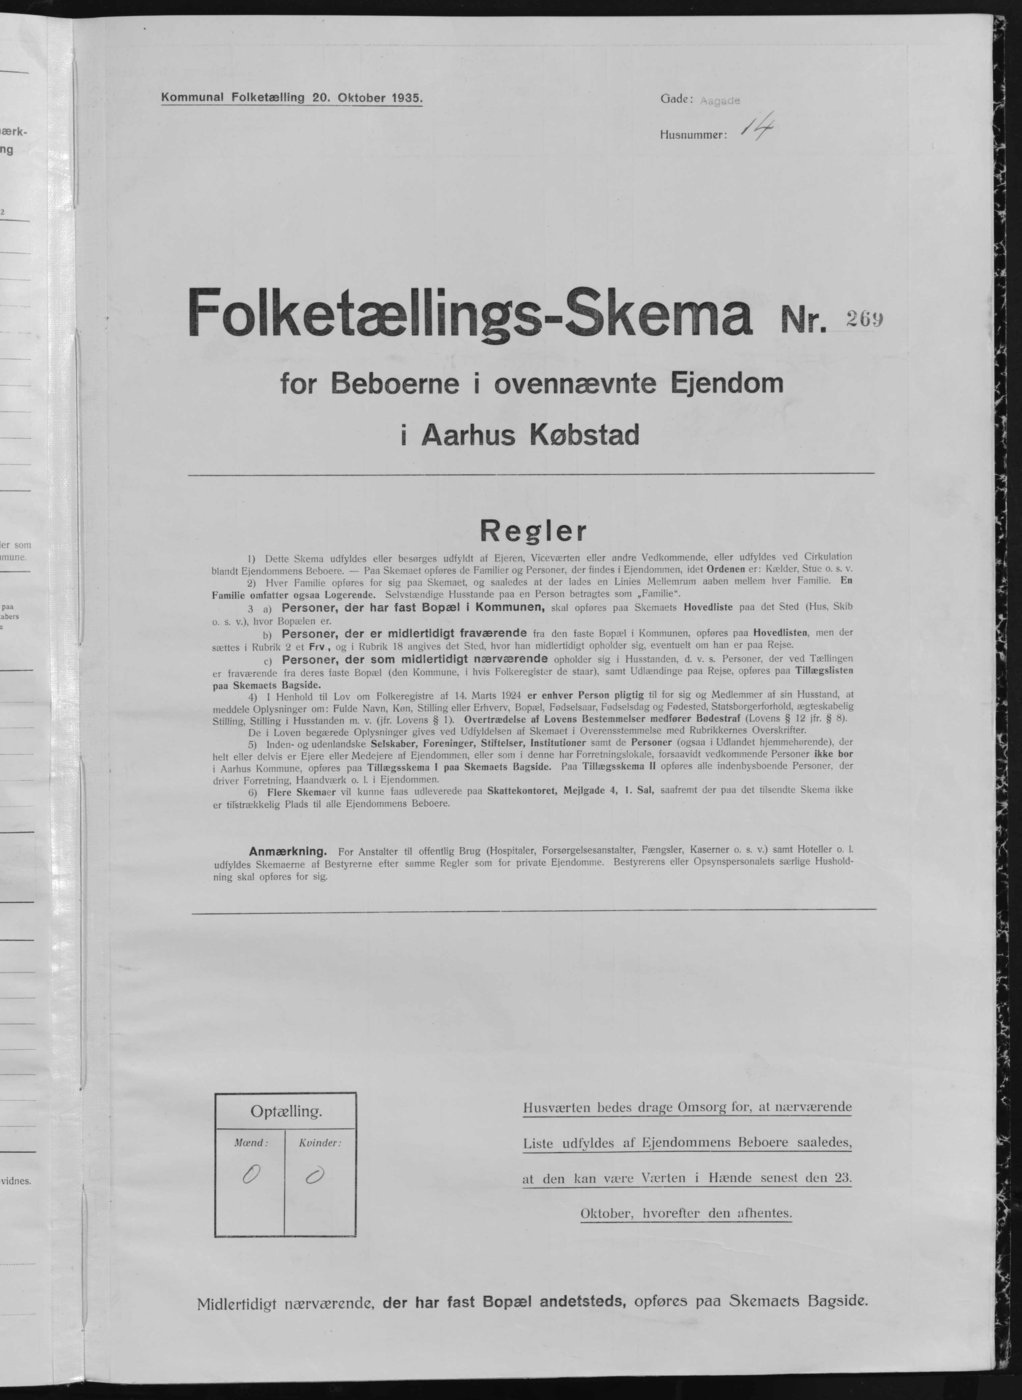 Kommunal Folketælling 20. Oktober 1935.
Gade: Aagade
Husnummer: 14
Folketællings-Skema Nr. 269
for Beboerne i ovennævnte Ejendom
i Aarhus Købstad
Regler
1) Dette Skema udfyldes eller besørges udfyldt af Ejeren, Viceværten eller andre Vedkommende, eller udfyldes ved Cirkulation
blandt Ejendommens Beboere. — Paa Skemaet opføres de Familier og Personer, der findes i Ejendommen, idet Ordenen er: Kælder, Stue o. s. v.
2) Hver Familie opføres for sig paa Skemaet, og saaledes at der lades en Linies Mellemrum aaben mellem hver Familie. En
Familie omfatter ogsaa Logerende. Selvstændige Husstande paa en Person betragtes som „Familie".
3 a) Personer, der har fast Bopæl i Kommunen, skal opføres paa Skemaets Hovedliste paa det Sted (Hus, Skib
o. s. v.), hvor Bopælen er.
b) Personer, der er midlertidigt fraværende fra den faste Bopæl i Kommunen, opføres paa Hovedlisten, men der
sættes i Rubrik 2 et Frv., og i Rubrik 18 angives det Sted, hvor han midlertidigt opholder sig, eventuelt om han er paa Rejse.
c) Personer, der som midlertidigt nærværende opholder sig i Husstanden, d. v. s. Personer, der ved Tællingen
er fraværende fra deres faste Bopæl (den Kommune, i hvis Folkeregister de staar), samt Udlændinge paa Rejse, opføres paa Tillægslisten
paa Skemaets Bagside.
4) I Henhold til Lov om Folkeregistre af 14. Marts 1924 er enhver Person pligtig til for sig og Medlemmer af sin Husstand, at
meddele Oplysninger om: Fulde Navn, Køn, Stilling eller Erhverv, Bopæl, Fødselsaar, Fødselsdag og Fødested, Statsborgerforhold, ægteskabelig
Stilling, Stilling i Husstanden m. v. (jfr. Lovens § 1). Overtrædelse af Lovens Bestemmelser medfører Bødestraf (Lovens § 12 jfr. § 8).
De i Loven begærede Oplysninger gives ved Udfyldelsen af Skemaet i Overensstemmelse med Rubrikkernes Overskrifter.
5) Inden- og udenlandske Selskaber, Foreninger, Stiftelser, Institutioner samt de Personer (ogsaa i Udlandet hjemmehørende), der
helt eller delvis er Ejere eller Medejere af Ejendommen, eller som i denne har Forretningslokale, forsaavidt vedkommende Personer ikke bor
i Aarhus Kommune, opføres paa Tillægsskema I paa Skemaets Bagside. Paa Tillægsskema II opføres alle indenbysboende Personer, der
driver Forretning, Haandværk o. l. i Ejendommen.
6) Flere Skemaer vil kunne faas udleverede paa Skattekontoret, Mejlgade 4, 1. Sal, saafremt der paa det tilsendte Skema ikke
er tilstrækkelig Plads til alle Ejendommens Beboere.
Anmærkning. For Anstalter til offentlig Brug (Hospitaler, Forsørgelsesanstalter, Fængsler, Kaserner o. s. v.) samt Hoteller o. l.
udfyldes Skemaerne af Bestyrerne efter samme Regler som for private Ejendomme. Bestyrerens eller Opsynspersonalets særlige Hushold-
ning skal opføres for sig.
Optælling.
Mænd: Kvinder:
0 0
Husværten bedes drage Omsorg for, at nærværende
Liste udfyldes af Ejendommens Beboere saaledes,
at den kan være Værten i Hænde senest den 23.
Oktober, hvorefter den afhentes.
Midlertidigt nærværende, der har fast Bopæl andetsteds, opføres paa Skemaets Bagside.